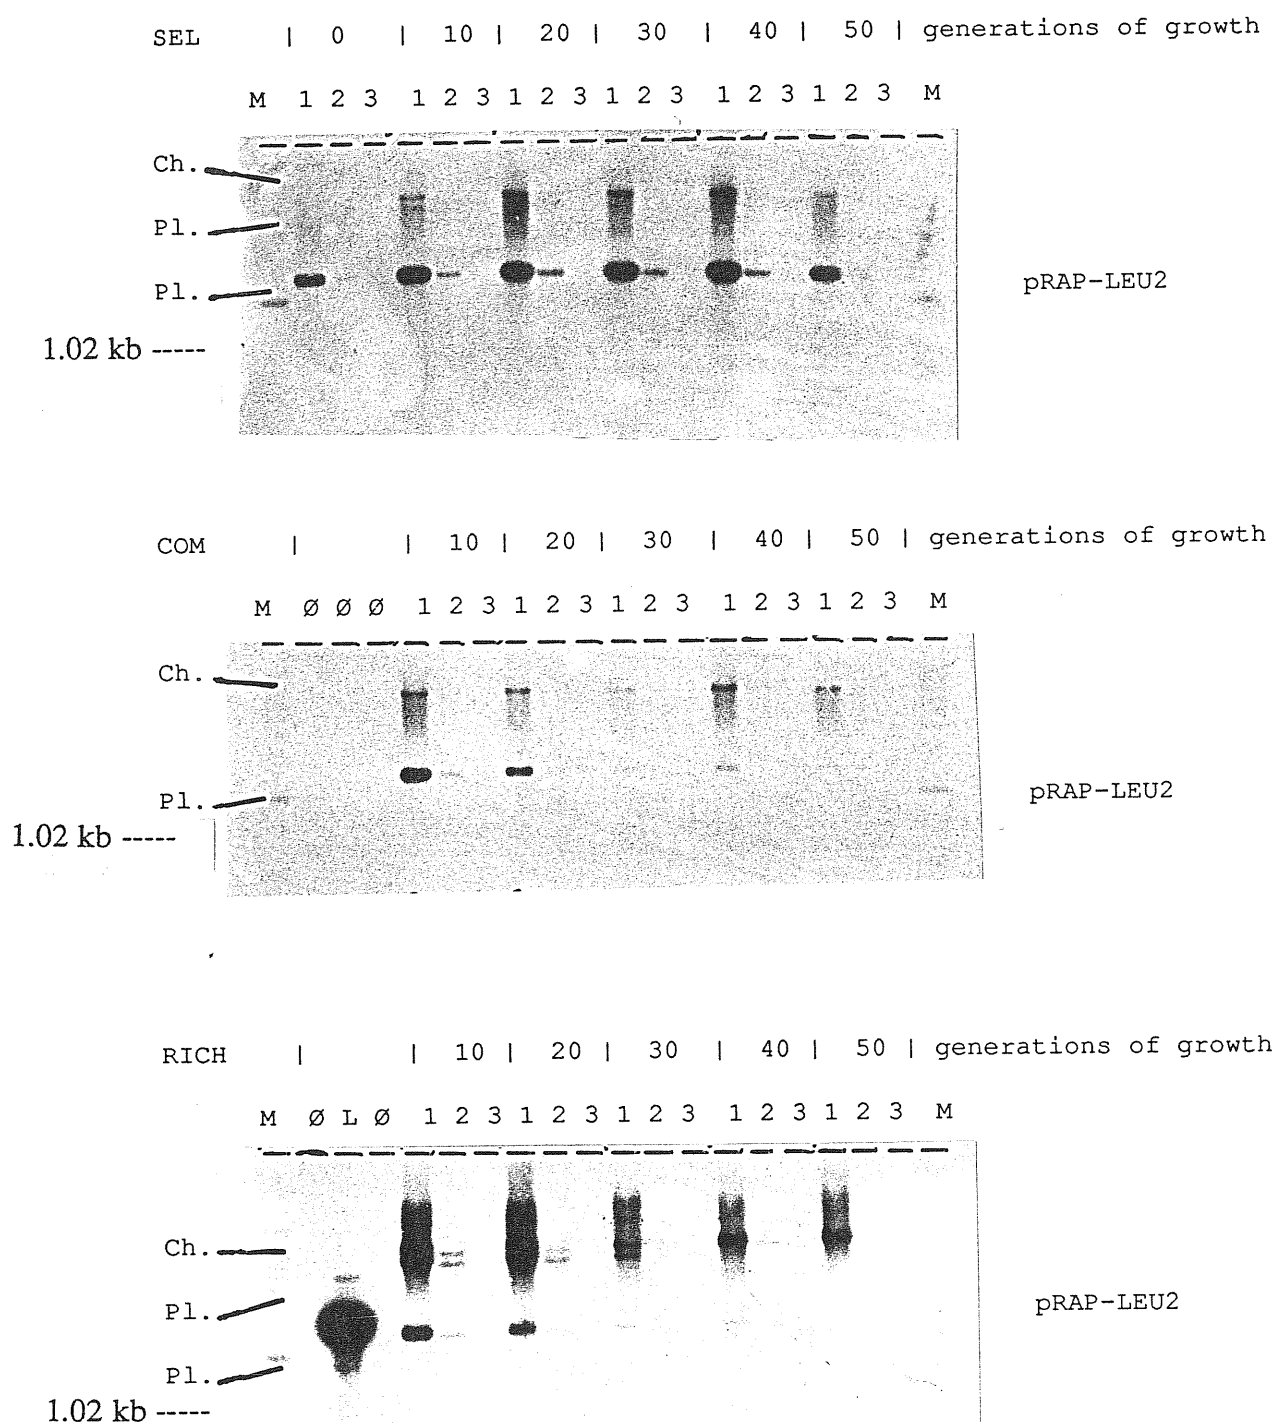 SEL | 0 | 10 | 20 | 30 | 40 | 50 | generations of growth
M 1 2 3 1 2 3 1 2 3 1 2 3 1 2 3 1 2 3 M
Ch.
Pl.
pRAP-LEU2
Pl.
1.02 kb -----
COM | | 10 | 20 | 30 | 40 | 50 | generations of growth
M Ø Ø Ø 1 2 3 1 2 3 1 2 3 1 2 3 1 2 3 M
Ch.
pRAP-LEU2
Pl.
1.02 kb -----
RICH | | 10 | 20 | 30 | 40 | 50 | generations of growth
M Ø L Ø 1 2 3 1 2 3 1 2 3 1 2 3 1 2 3 M
Ch.
pRAP-LEU2
Pl.
Pl.
1.02 kb -----